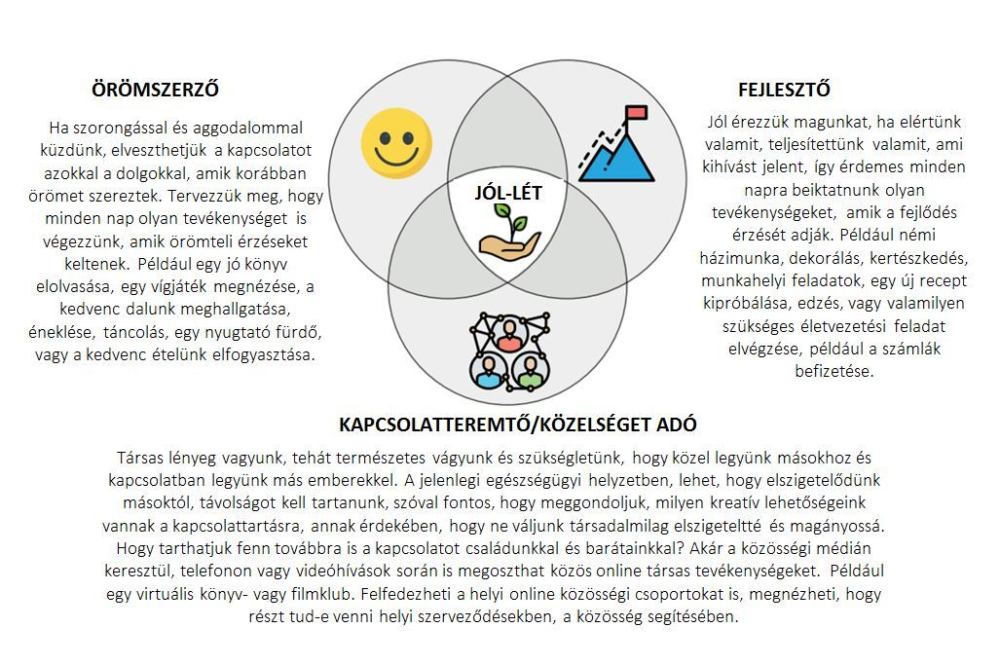 ÖRÖMSZERZŐ
Ha szorongással és aggodalommal
küzdünk, elveszthetjük a kapcsolatot
azokkal a dolgokkal, amik korábban
örömet szereztek. Tervezzük meg, hogy
minden nap olyan tevékenységet is
végezzünk, amik örömteli érzéseket
keltenek. Például egy jó könyv
elolvasása, egy vígjáték megnézése, a
kedvenc dalunk meghallgatása,
éneklése, táncolás, egy nyugtató fürdő,
vagy a kedvenc ételünk elfogyasztása.
JÓL-LÉT
FEJLESZTŐ
Jól érezzük magunkat, ha elértünk
valamit, teljesítettünk valamit, ami
kihívást jelent, így érdemes minden
napra beiktatnunk olyan
tevékenységeket, amik a fejlődés
érzését adják. Például némi
házimunka, dekorálás, kertészkedés,
munkahelyi feladatok, egy új recept
kipróbálása, edzés, vagy valamilyen
szükséges életvezetési feladat
elvégzése, például a számlák
befizetése.
KAPCSOLATTEREMTŐ/KÖZELSÉGET ADÓ
Társas lényeg vagyunk, tehát természetes vágyunk és szükségletünk, hogy közel legyünk másokhoz és
kapcsolatban legyünk más emberekkel. A jelenlegi egészségügyi helyzetben, lehet, hogy elszigetelődünk
másoktól, távolságot kell tartanunk, szóval fontos, hogy meggondoljuk, milyen kreatív lehetőségeink
vannak a kapcsolattartásra, annak érdekében, hogy ne váljunk társadalmilag elszigeteltté és magányossá.
Hogy tarthatjuk fenn továbbra is a kapcsolatot családunkkal és barátainkkal? Akár a közösségi médián
keresztül, telefonon vagy videóhívások során is megoszthat közös online társas tevékenységeket. Például
egy virtuális könyv- vagy filmklub. Felfedezheti a helyi online közösségi csoportokat is, megnézheti, hogy
részt tud-e venni helyi szerveződésekben, a közösség segítésében.